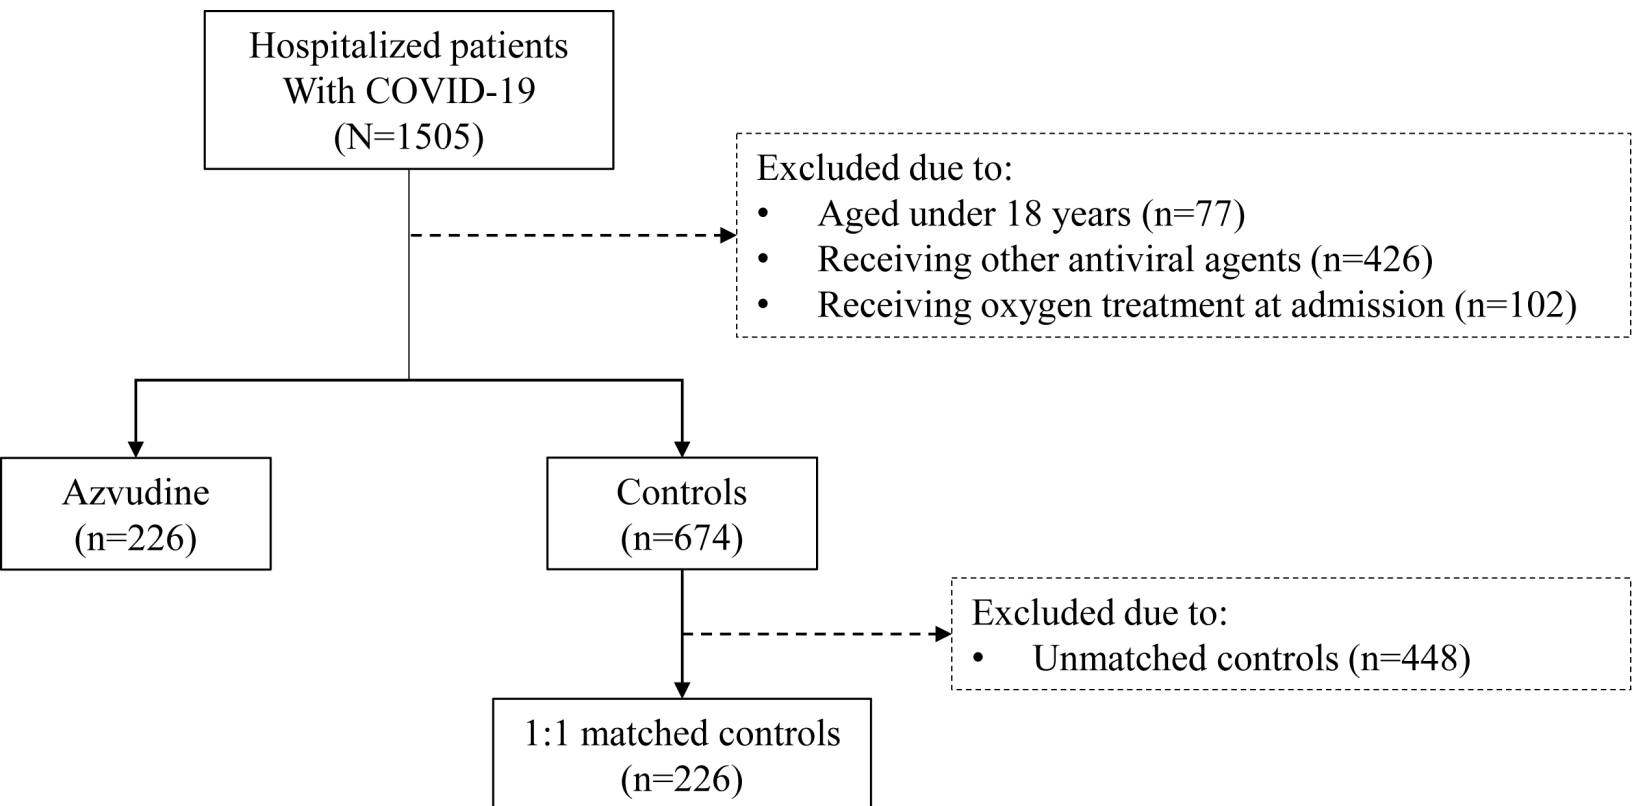 Hospitalized patients
With COVID-19
(N=1505)
Excluded due to:
• Aged under 18 years (n=77)
• Receiving other antiviral agents (n=426)
• Receiving oxygen treatment at admission (n=102)
Azvudine
(n=226)
Controls
(n=674)
Excluded due to:
• Unmatched controls (n=448)
1:1 matched controls
(n=226)